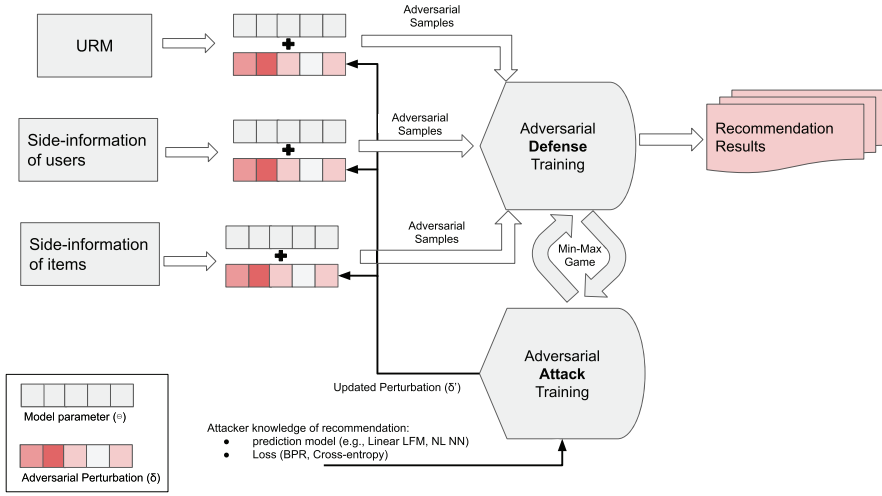 URM
Adversarial
Samples
Side-information
of users
Adversarial
Samples
Adversarial
Defense
Training
Recommendation
Results
Side-information
of items
Adversarial
Samples
Min-Max
Game
Adversarial
Attack
Training
Updated Perturbation (δ')
Model parameter (Θ)
Adversarial Perturbation (δ)
Attacker knowledge of recommendation:
● prediction model (e.g., Linear LFM, NL NN)
● Loss (BPR, Cross-entropy)